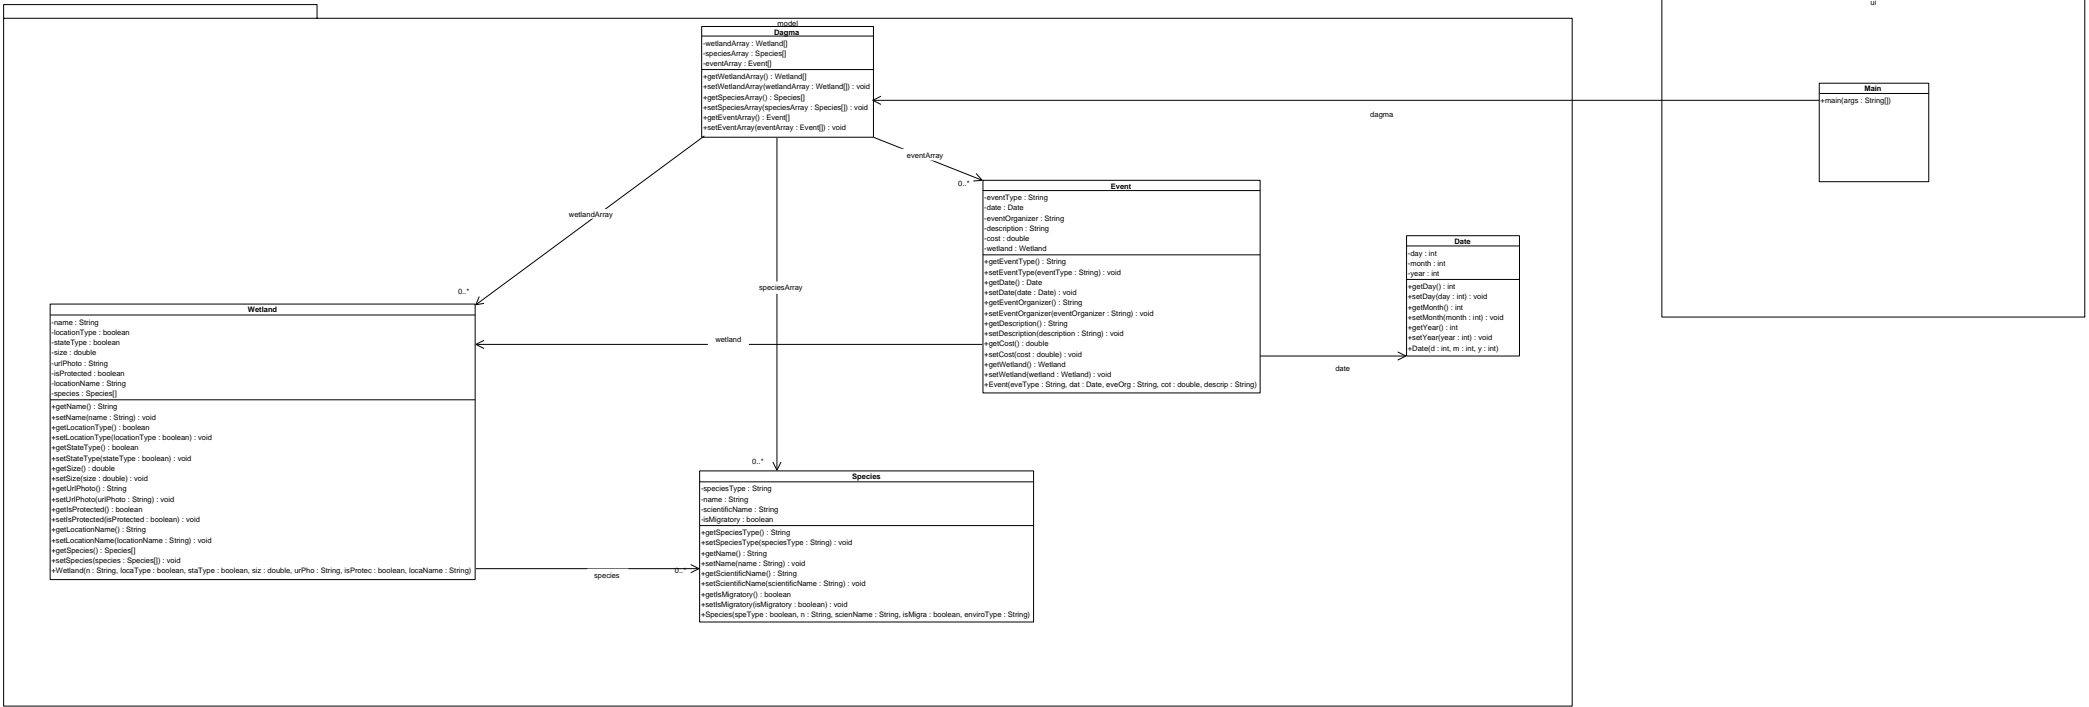 model
Dagma
-wetlandArray : Wetland[]
-speciesArray : Species[]
-eventArray : Event[]
+getWetlandArray() : Wetland[]
+setWetlandArray(wetlandArray : Wetland[]) : void
+getSpeciesArray() : Species[]
+setSpeciesArray(speciesArray : Species[]) : void
+getEventArray() : Event[]
+setEventArray(eventArray : Event[]) : void
ui
Main
+main(args : String[])
dagma
eventArray
0..*
wetlandArray
0..*
speciesArray
0..*
Event
-eventType : String
-date : Date
-eventOrganizer : String
-description : String
-cost : double
-wetland : Wetland
+getEventType() : String
+setEventType(eventType : String) : void
+getDate() : Date
+setDate(date : Date) : void
+getEventOrganizer() : String
+setEventOrganizer(eventOrganizer : String) : void
+getDescription() : String
+setDescription(description : String) : void
+getCost() : double
+setCost(cost : double) : void
+getWetland() : Wetland
+setWetland(wetland : Wetland) : void
+Event(eveType : String, dat : Date, eveOrg : String, cot : double, descrip : String)
Date
-day : int
-month : int
-year : int
+getDay() : int
+setDay(day : int) : void
+getMonth() : int
+setMonth(month : int) : void
+getYear() : int
+setYear(year : int) : void
+Date(d : int, m : int, y : int)
date
wetland
Wetland
-name : String
-locationType : boolean
-stateType : boolean
-size : double
-urlPhoto : String
-isProtected : boolean
-locationName : String
-species : Species[]
+getName() : String
+setName(name : String) : void
+getLocationType() : boolean
+setLocationType(locationType : boolean) : void
+getStateType() : boolean
+setStateType(stateType : boolean) : void
+getSize() : double
+setSize(size : double) : void
+getUrlPhoto() : String
+setUrlPhoto(urlPhoto : String) : void
+getIsProtected() : boolean
+setIsProtected(isProtected : boolean) : void
+getLocationName() : String
+setLocationName(locationName : String) : void
+getSpecies() : Species[]
+setSpecies(species : Species[]) : void
+Wetland(n : String, locaType : boolean, staType : boolean, siz : double, urPho : String, isProtec : boolean, locaName : String)
species
0..*
Species
-speciesType : String
-name : String
-scientificName : String
-isMigratory : boolean
+getSpeciesType() : String
+setSpeciesType(speciesType : String) : void
+getName() : String
+setName(name : String) : void
+getScientificName() : String
+setScientificName(scientificName : String) : void
+getIsMigratory() : boolean
+setIsMigratory(isMigratory : boolean) : void
+Species(speType : boolean, n : String, scienName : String, isMigra : boolean, enviroType : String)